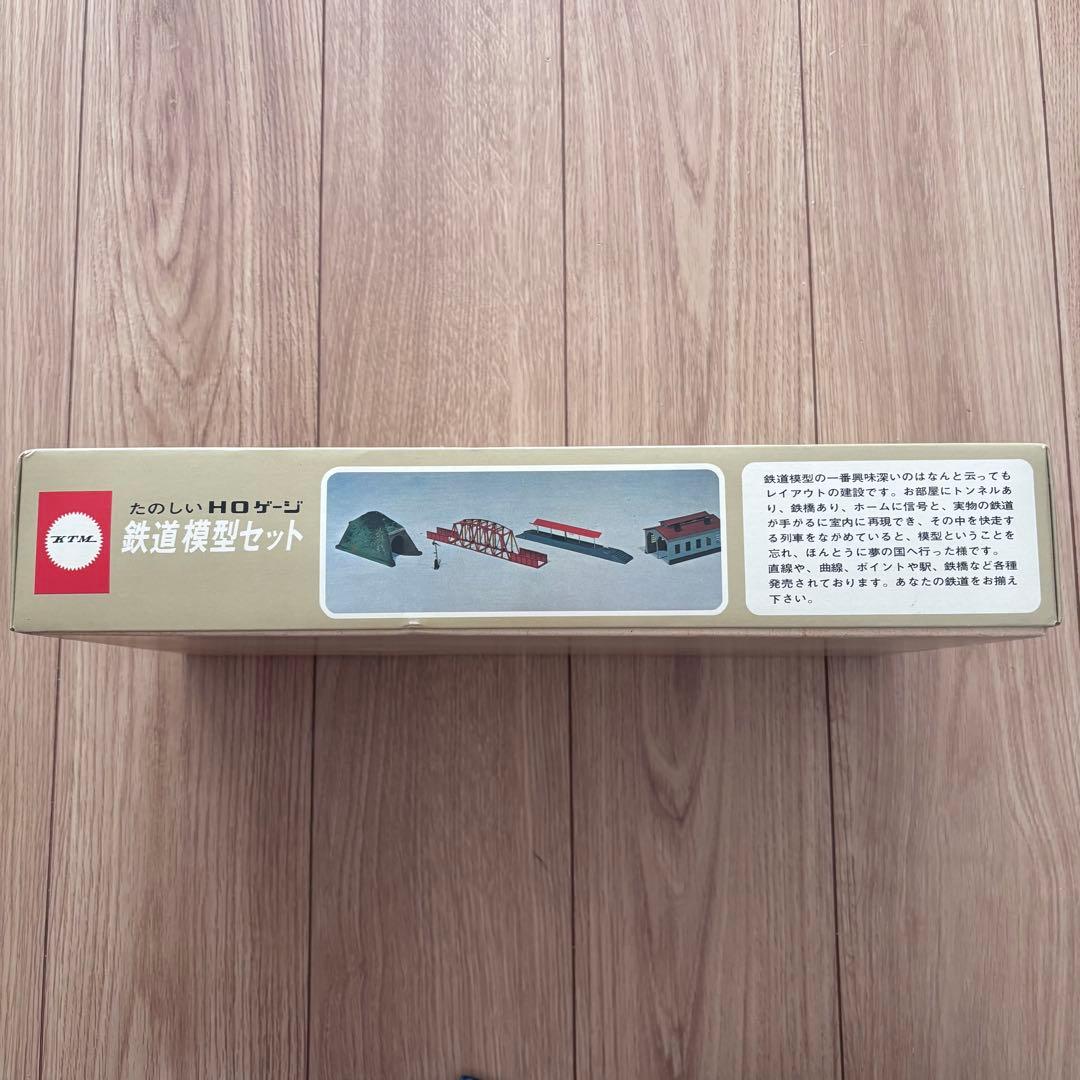 KTM
たのしいHOゲージ
鉄道模型セット
鉄道模型の一番興味深いのはなんと云っても
レイアウトの建設です。お部屋にトンネルあ
り、鉄橋あり、ホームに信号と、実物の鉄道
が手がるに室内に再現でき、その中を快走す
る列車をながめていると、模型ということを
忘れ、ほんとうに夢の国へ行った様です。
直線や、曲線、ポイントや駅、鉄橋など各種
発売されております。あなたの鉄道をお揃え
下さい。